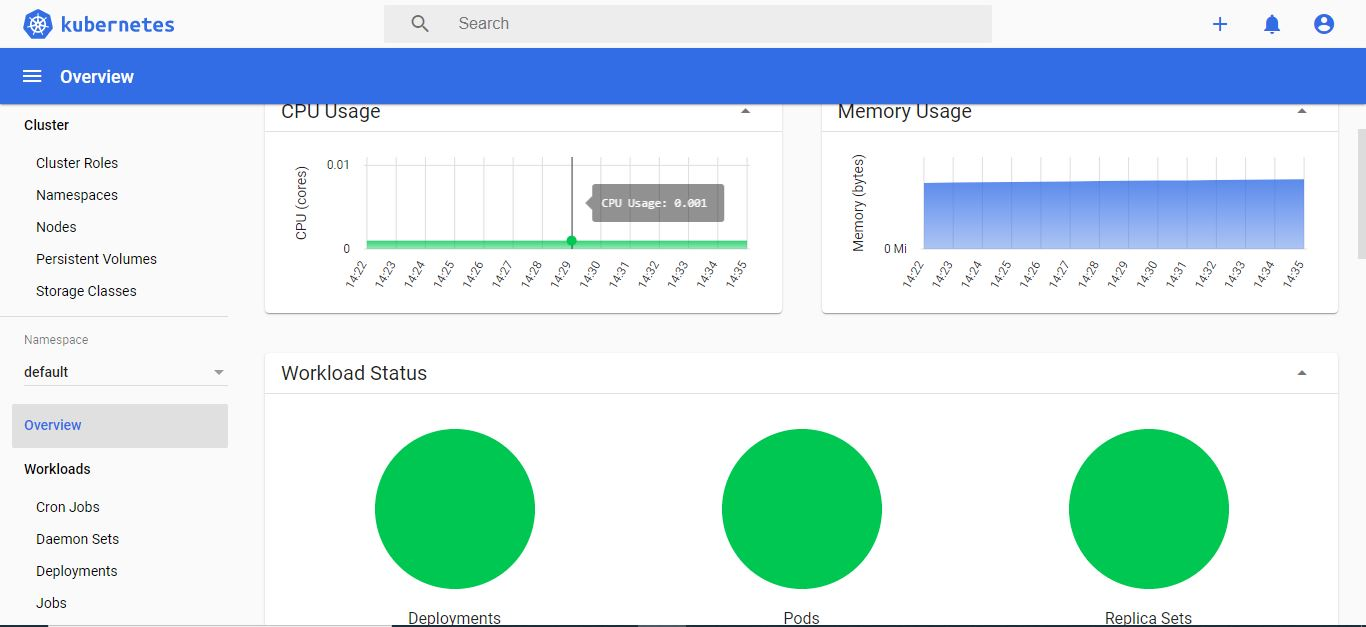 kubernetes
Search
Overview
Cluster
Cluster Roles
Namespaces
Nodes
Persistent Volumes
Storage Classes
Namespace
default
Overview
Workloads
Cron Jobs
Daemon Sets
Deployments
Jobs
CPU Usage
CPU (cores)
0.01
0
CPU Usage: 0.001
14:22 14:23 14:24 14:25 14:26 14:27 14:28 14:29 14:30 14:31 14:32 14:33 14:34 14:35
Memory Usage
Memory (bytes)
0 Mi
14:22 14:23 14:24 14:25 14:26 14:27 14:28 14:29 14:30 14:31 14:32 14:33 14:34 14:35
Workload Status
Deployments
Pods
Replica Sets